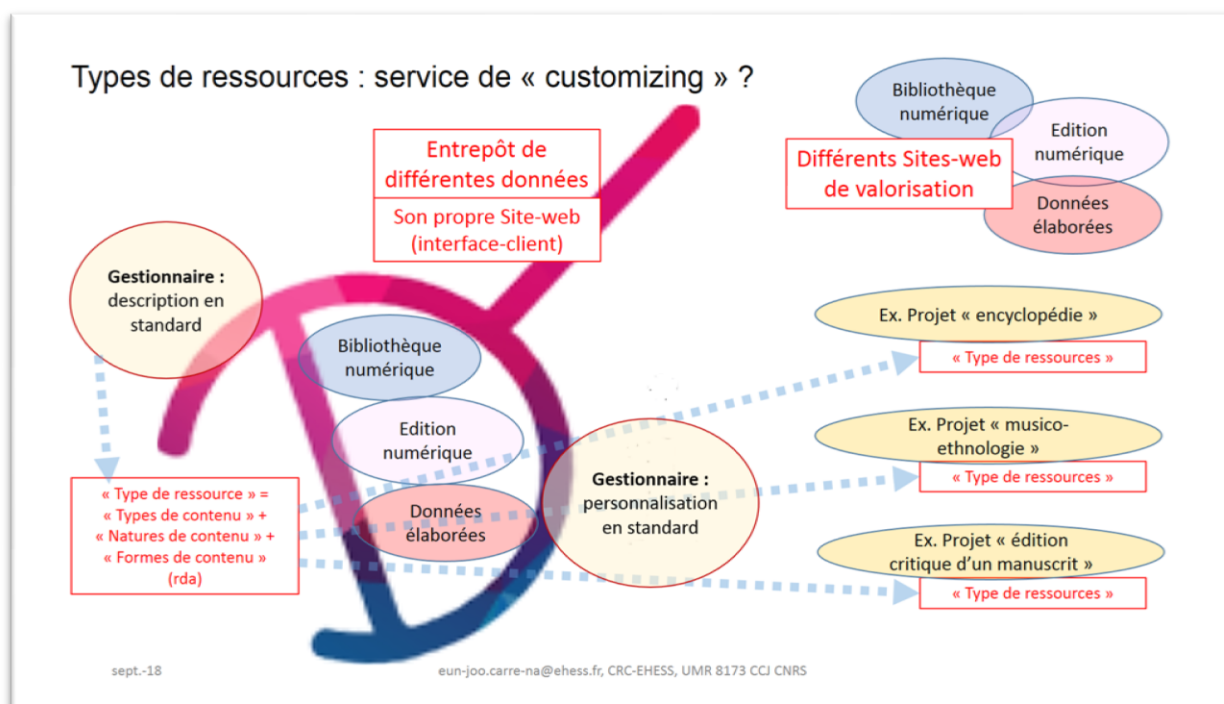 Types de ressources : service de « customizing » ?
Entrepôt de
différentes données
Son propre Site-web
(interface-client)
Bibliothèque
numérique
Edition
numérique
Différents Sites-web
de valorisation
Données
élaborées
Gestionnaire :
description en
standard
Bibliothèque
numérique
Edition
numérique
Données
élaborées
« Type de ressource » =
« Types de contenu » +
« Natures de contenu » +
« Formes de contenu »
(rda)
Gestionnaire :
personnalisation
en standard
Ex. Projet « encyclopédie »
« Type de ressources »
Ex. Projet « musico-
ethnologie »
« Type de ressources »
Ex. Projet « édition
critique d’un manuscrit »
« Type de ressources »
sept.-18
eun-joo.carre-na@ehess.fr, CRC-EHESS, UMR 8173 CCJ CNRS